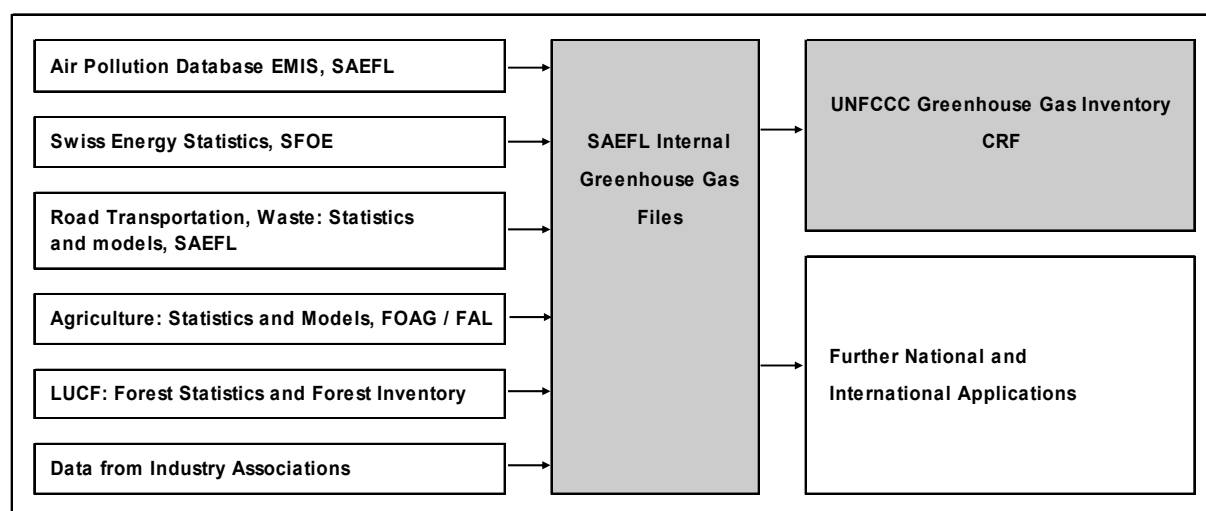 Air Pollution Database EMIS, SAEFL
Swiss Energy Statistics, SFOE
Road Transportation, Waste: Statistics
and models, SAEFL
Agriculture: Statistics and Models, FOAG / FAL
LUCF: Forest Statistics and Forest Inventory
Data from Industry Associations
SAEFL Internal
Greenhouse Gas
Files
UNFCCC Greenhouse Gas Inventory
CRF
Further National and
International Applications